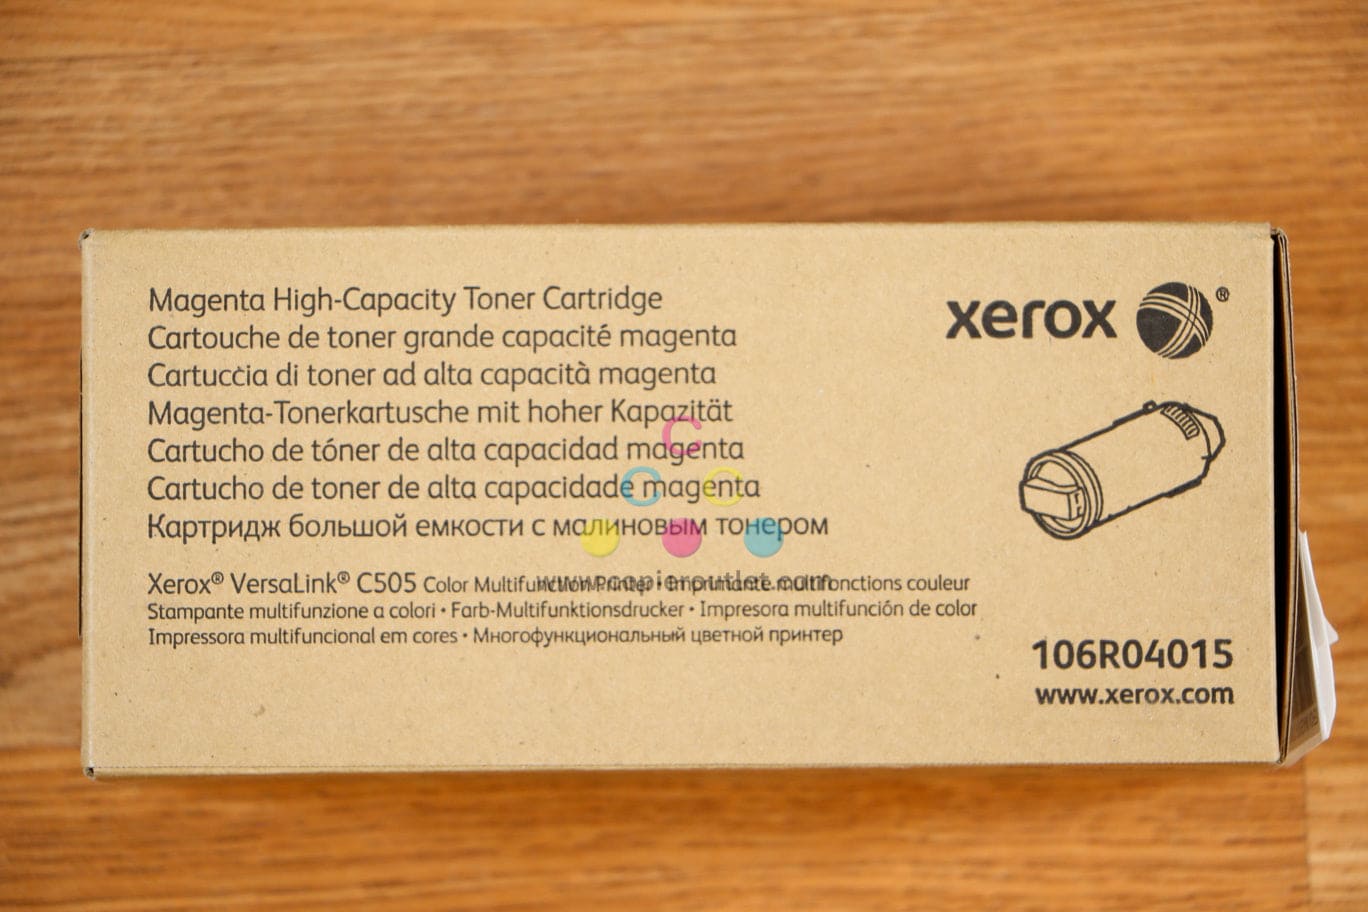 Magenta High-Capacity Toner Cartridge
Cartouche de toner grande capacité magenta
Cartuccia di toner ad alta capacità magenta
Magenta-Tonerkartusche mit hoher Kapazität
Cartucho de tóner de alta capacidad magenta
Cartucho de toner de alta capacidade magenta
Картридж большой емкости с малиновым тонером
Xerox® VersaLink® C505 Color Multifunction Printer • Imprimante multifonctions couleur
Stampante multifunzione a colori • Farb-Multifunktionsdrucker • Impresora multifunción de color
Impressora multifuncional em cores • Многофункциональный цветной принтер
xerox ®
106R04015
www.xerox.com
C
C C
www.copieroutlet.com